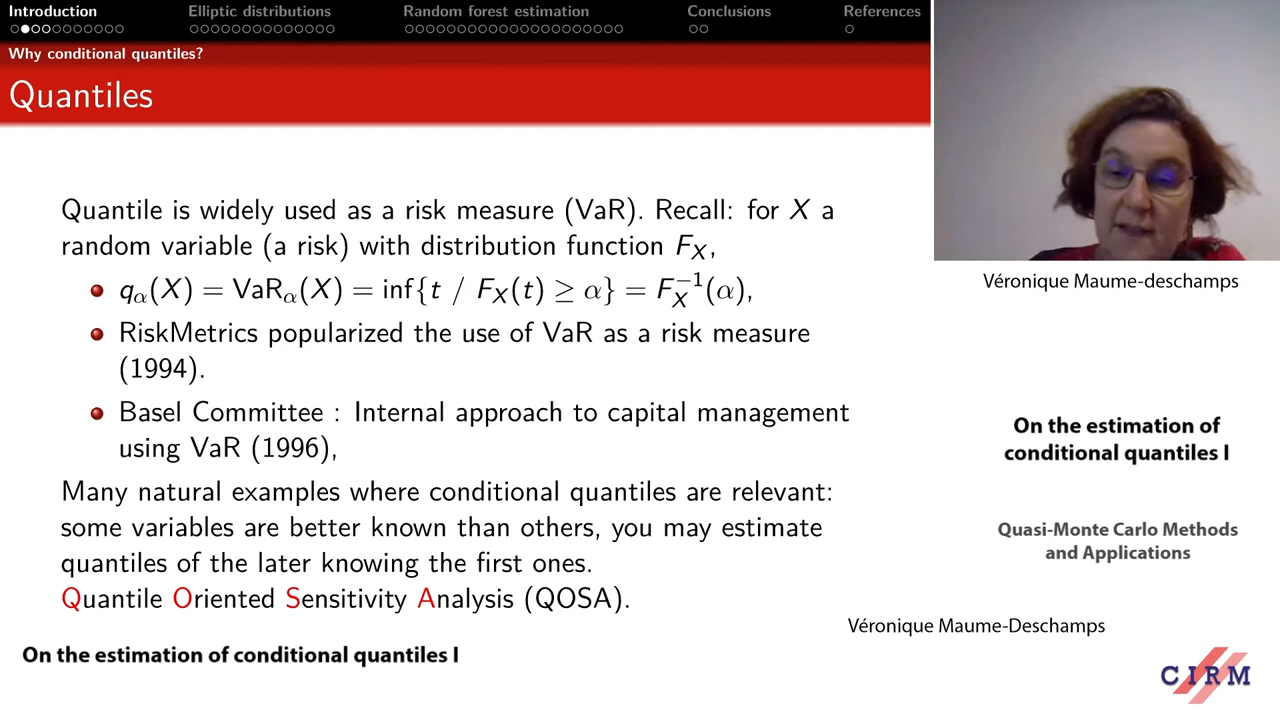 Introduction
Elliptic distributions
Random forest estimation
Conclusions
References
Why conditional quantiles?
Quantiles
Quantile is widely used as a risk measure (VaR). Recall: for X a
random variable (a risk) with distribution function F_X,
q_α(X) = VaR_α(X) = inf{t / F_X(t) ≥ α} = F_X^{-1}(α),
RiskMetrics popularized the use of VaR as a risk measure
(1994).
Basel Committee : Internal approach to capital management
using VaR (1996),
Many natural examples where conditional quantiles are relevant:
some variables are better known than others, you may estimate
quantiles of the later knowing the first ones.
Quantile Oriented Sensitivity Analysis (QOSA).
On the estimation of conditional quantiles I
Véronique Maume-deschamps
On the estimation of
conditional quantiles I
Quasi-Monte Carlo Methods
and Applications
Véronique Maume-Deschamps
CIRM